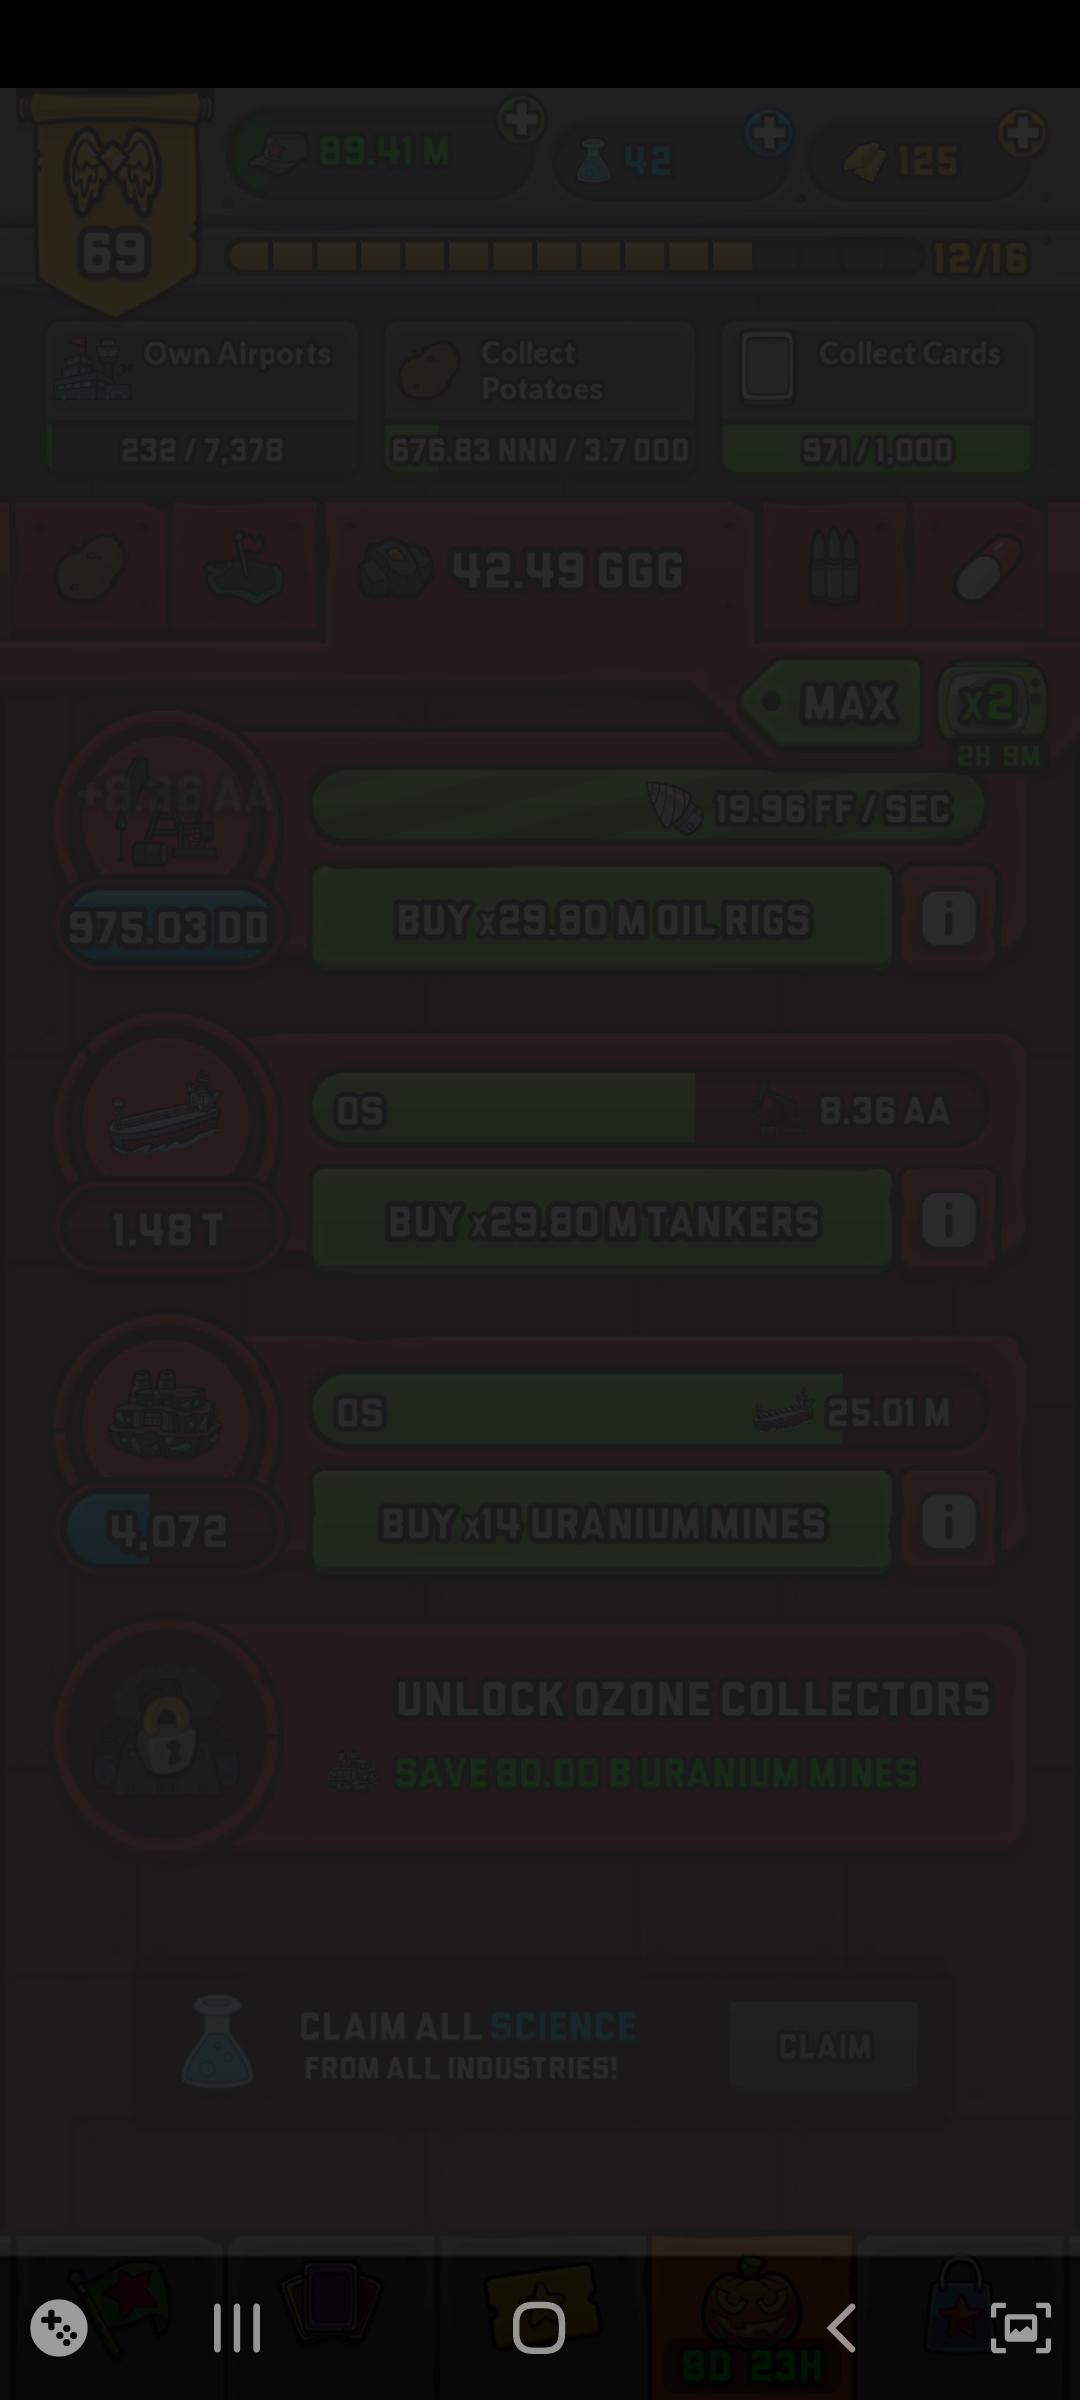 89.41 M
42
125
69
12/16
Own Airports
232 / 7,378
Collect
Potatoes
676.83 NNN / 3.7 OOO
Collect Cards
971 / 1,000
42.49 GGG
MAX
x2
2H 9M
+8.36 AA
19.96 FF / SEC
975.03 DD
BUY x29.80 M OIL RIGS
i
0S
8.36 AA
1.48 T
BUY x29.80 M TANKERS
i
0S
25.01 M
4,072
BUY x14 URANIUM MINES
i
UNLOCK OZONE COLLECTORS
SAVE 80.00 B URANIUM MINES
CLAIM ALL SCIENCE
FROM ALL INDUSTRIES!
CLAIM
8D 23H